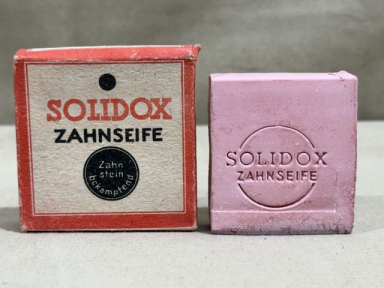 SOLIDOX
ZAHNSEIFE
Zahn
stein
bekämpfend
SOLIDOX
ZAHNSEIFE